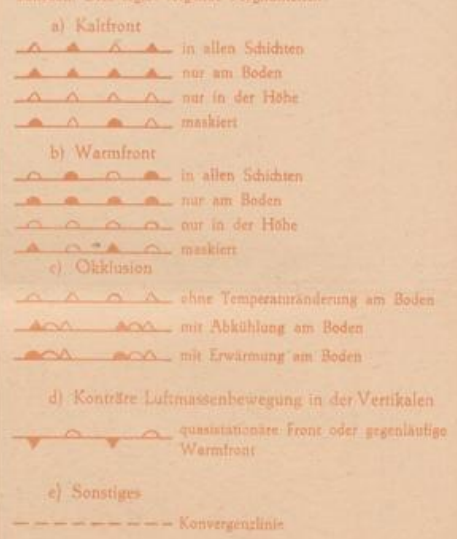 a) Kaltfront
in allen Schichten
nur am Boden
nur in der Höhe
maskiert
b) Warmfront
in allen Schichten
nur am Boden
nur in der Höhe
maskiert
c) Okklusion
ohne Temperaturänderung am Boden
mit Abkühlung am Boden
mit Erwärmung am Boden
d) Konträre Luftmassenbewegung in der Vertikalen
quasistationäre Front oder gegenläufige
Warmfront
e) Sonstiges
Konvergenzlinie